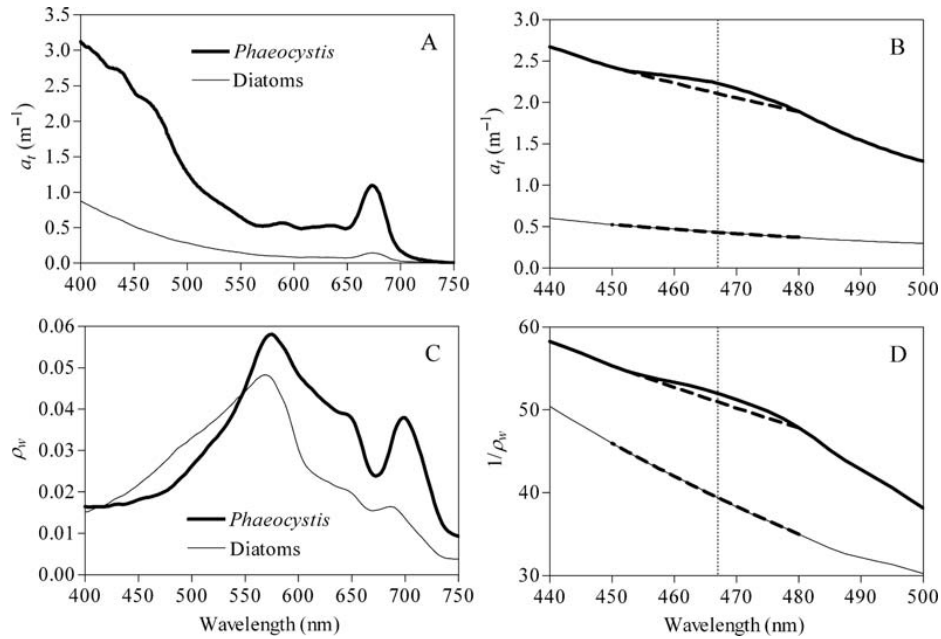 3.5
3.0
2.5
2.0
1.5
1.0
0.5
0.0
a_t (m⁻¹)
A
Phaeocystis
Diatoms
400 450 500 550 600 650 700 750
3.0
2.5
2.0
1.5
1.0
0.5
0.0
a_t (m⁻¹)
B
440 450 460 470 480 490 500
0.06
0.05
0.04
0.03
0.02
0.01
0.00
ρ_w
C
Phaeocystis
Diatoms
400 450 500 550 600 650 700 750
Wavelength (nm)
60
50
40
30
1/ρ_w
D
440 450 460 470 480 490 500
Wavelength (nm)